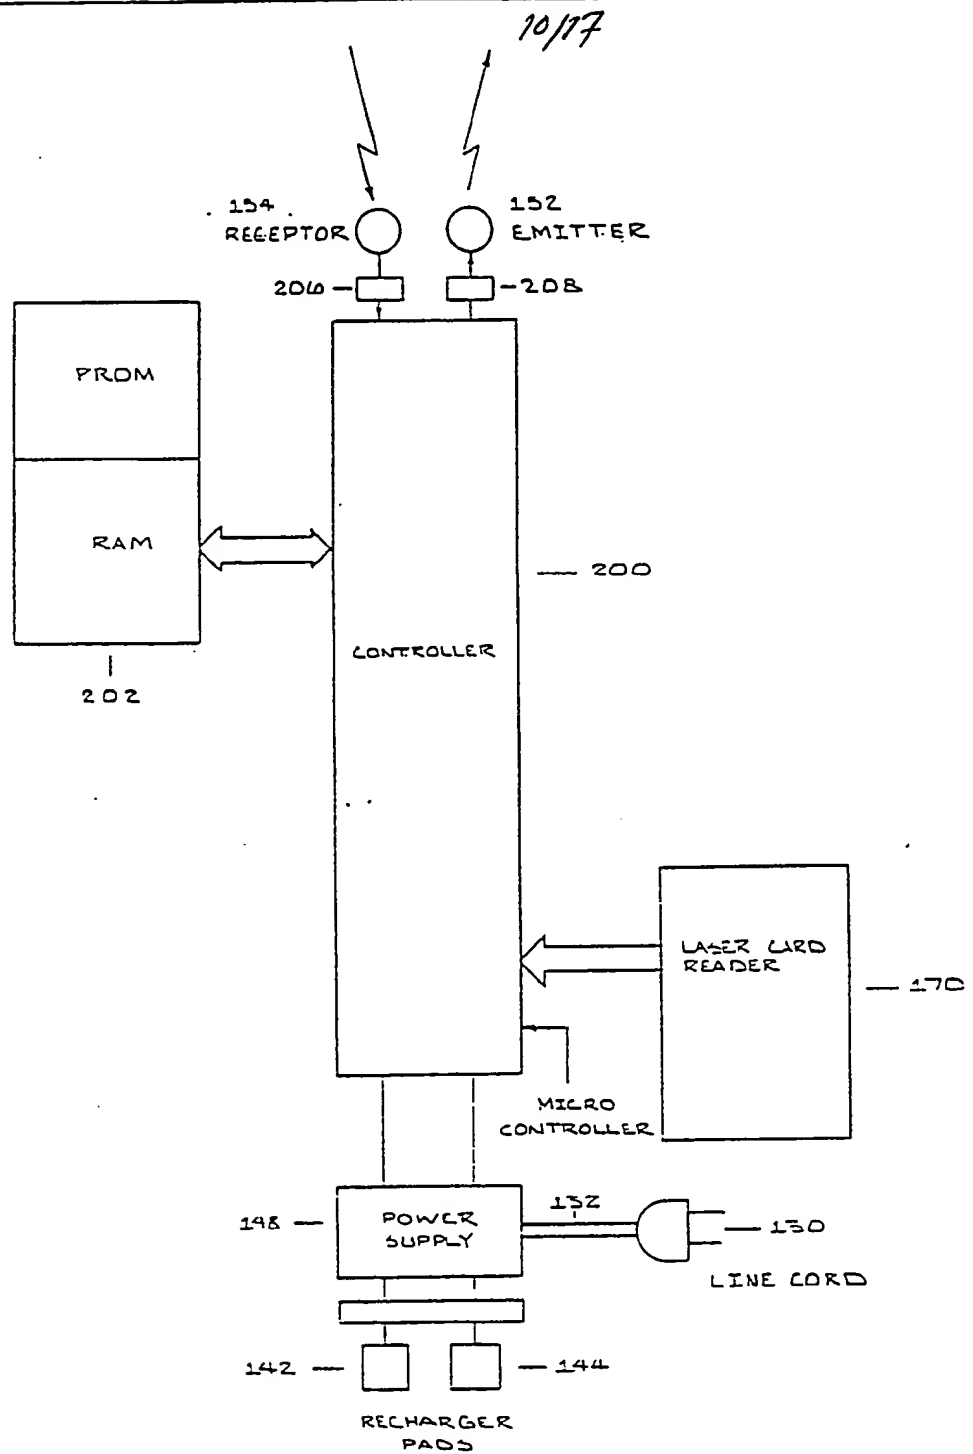 10/17
154
RECEPTOR
152
EMITTER
206
208
PROM
RAM
200
CONTROLLER
202
LASER CARD
READER
170
MICRO
CONTROLLER
148
POWER
SUPPLY
132
130
LINE CORD
142
144
RECHARGER
PADS